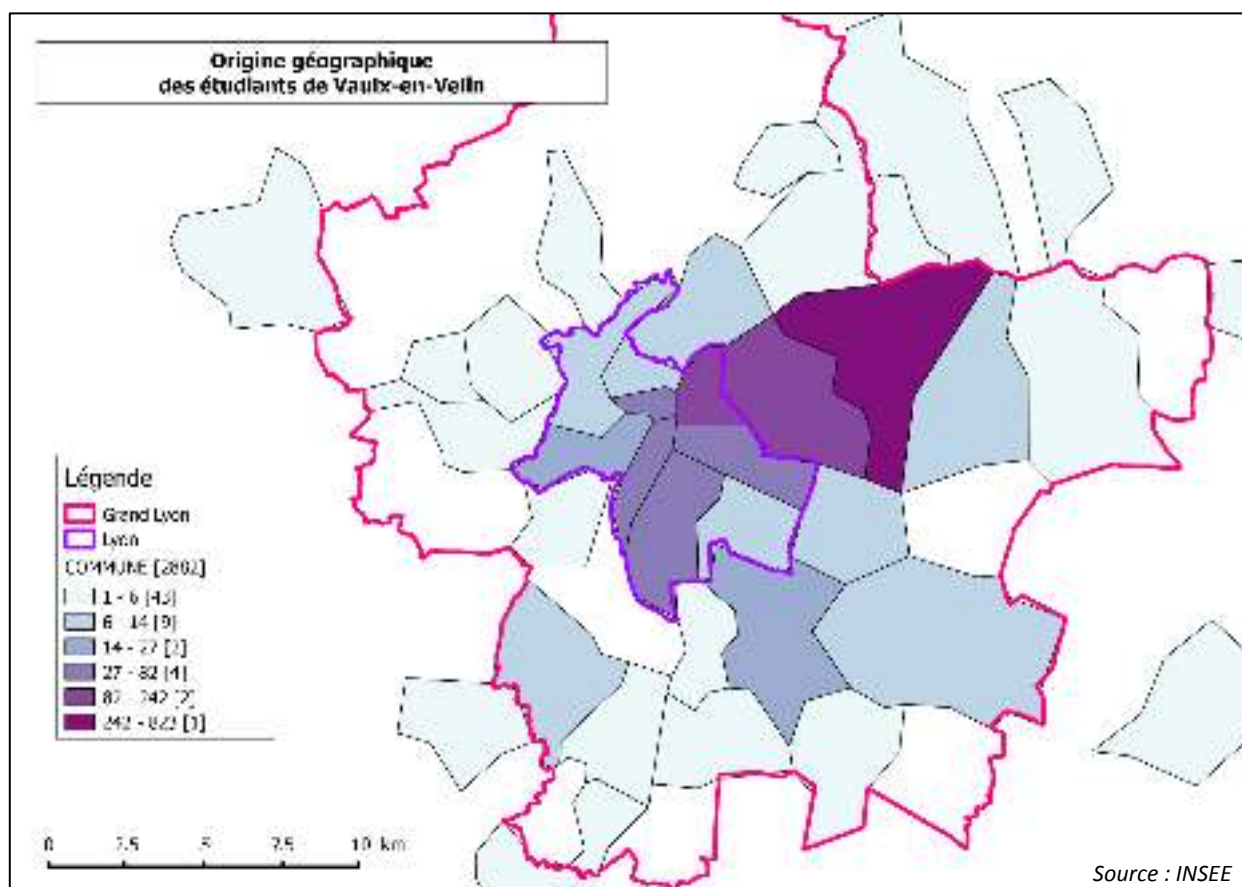 Origine géographique
des étudiants de Vaulx-en-Velin
Légende
Grand Lyon
Lyon
COMMUNE [2802]
1 - 6 [43]
6 - 14 [9]
14 - 27 [2]
27 - 82 [4]
82 - 242 [2]
242 - 823 [1]
0 2.5 5 7.5 10 km
Source : INSEE